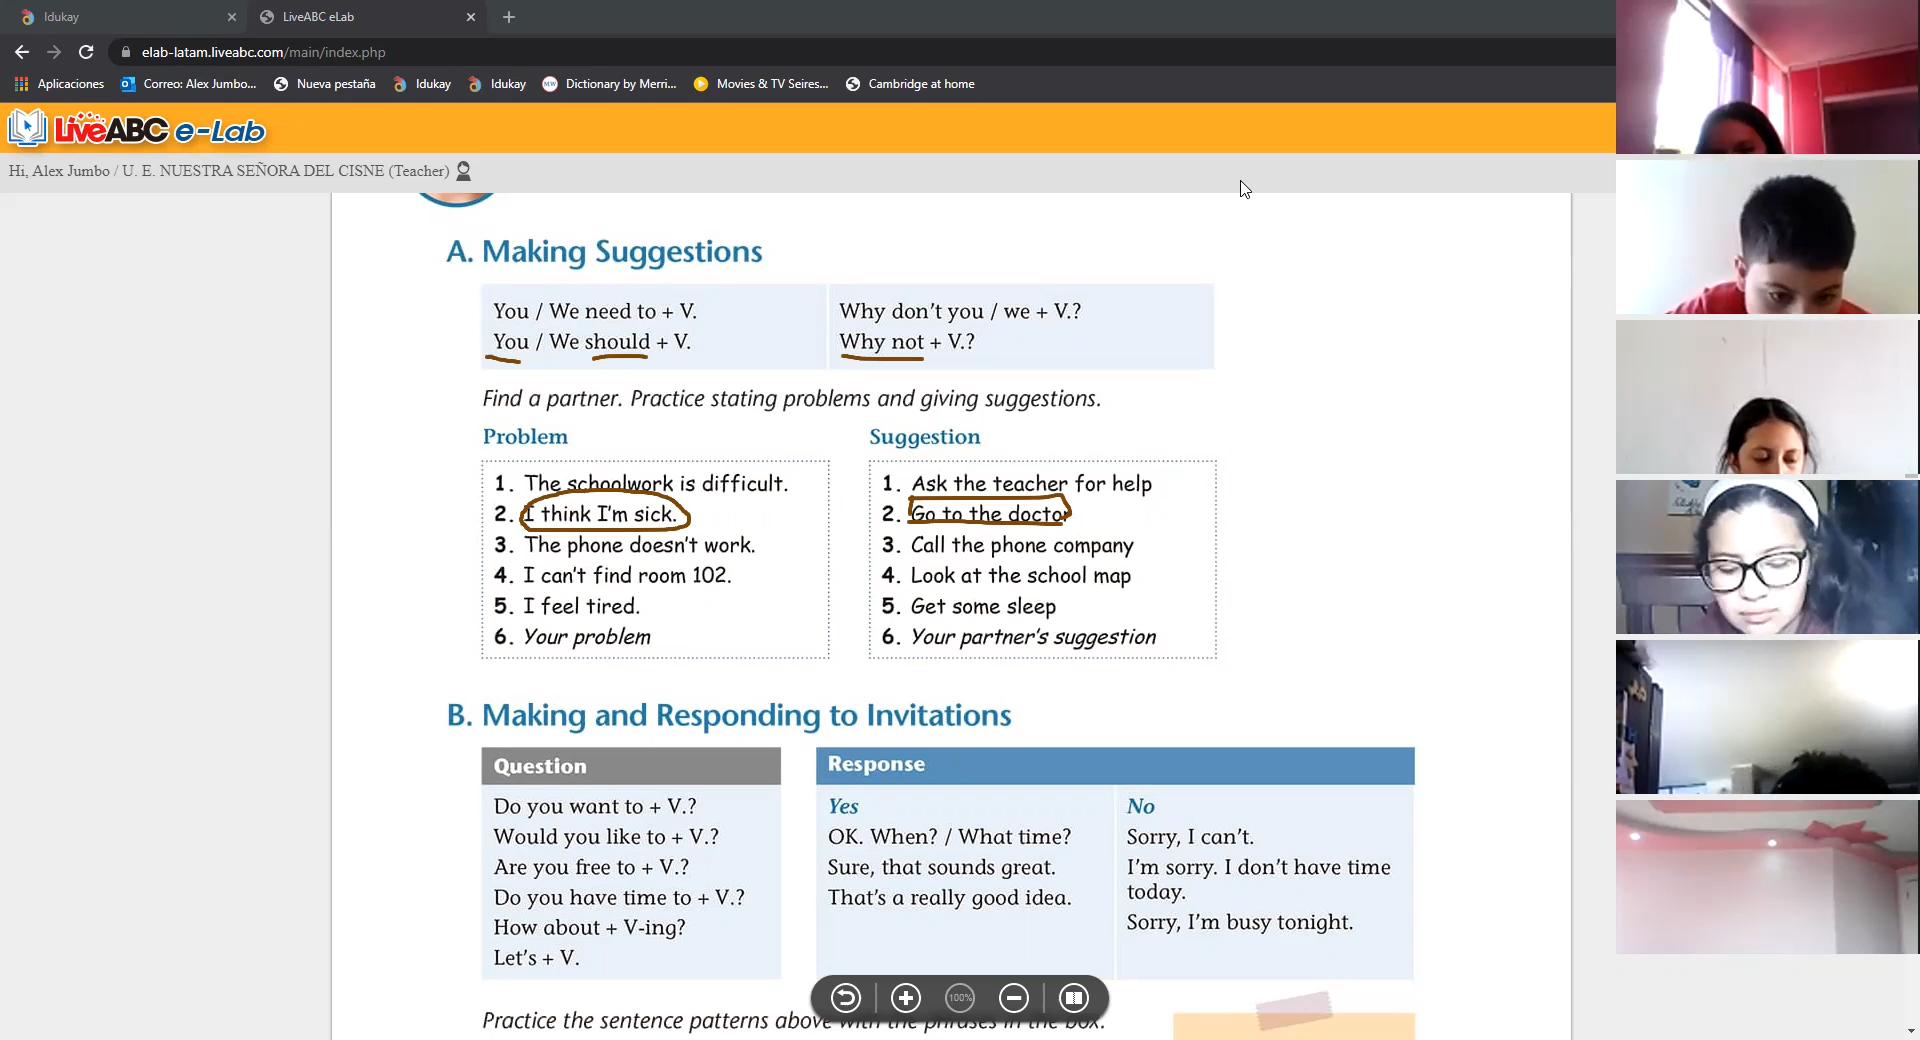 Idukay
LiveABC eLab
elab-latam.liveabc.com/main/index.php
Aplicaciones Correo: Alex Jumbo... Nueva pestaña Idukay Idukay Dictionary by Merri... Movies & TV Seires... Cambridge at home
LiveABC e-Lab
Hi, Alex Jumbo / U. E. NUESTRA SEÑORA DEL CISNE (Teacher)
A. Making Suggestions
You / We need to + V.
You / We should + V.
Why don't you / we + V.?
Why not + V.?
Find a partner. Practice stating problems and giving suggestions.
Problem
1. The schoolwork is difficult.
2. I think I'm sick.
3. The phone doesn't work.
4. I can't find room 102.
5. I feel tired.
6. Your problem
Suggestion
1. Ask the teacher for help
2. Go to the doctor
3. Call the phone company
4. Look at the school map
5. Get some sleep
6. Your partner's suggestion
B. Making and Responding to Invitations
Question
Do you want to + V.?
Would you like to + V.?
Are you free to + V.?
Do you have time to + V.?
How about + V-ing?
Let's + V.
Response
Yes
OK. When? / What time?
Sure, that sounds great.
That's a really good idea.
No
Sorry, I can't.
I'm sorry. I don't have time
today.
Sorry, I'm busy tonight.
100%
Practice the sentence patterns above with the phrases in the box.